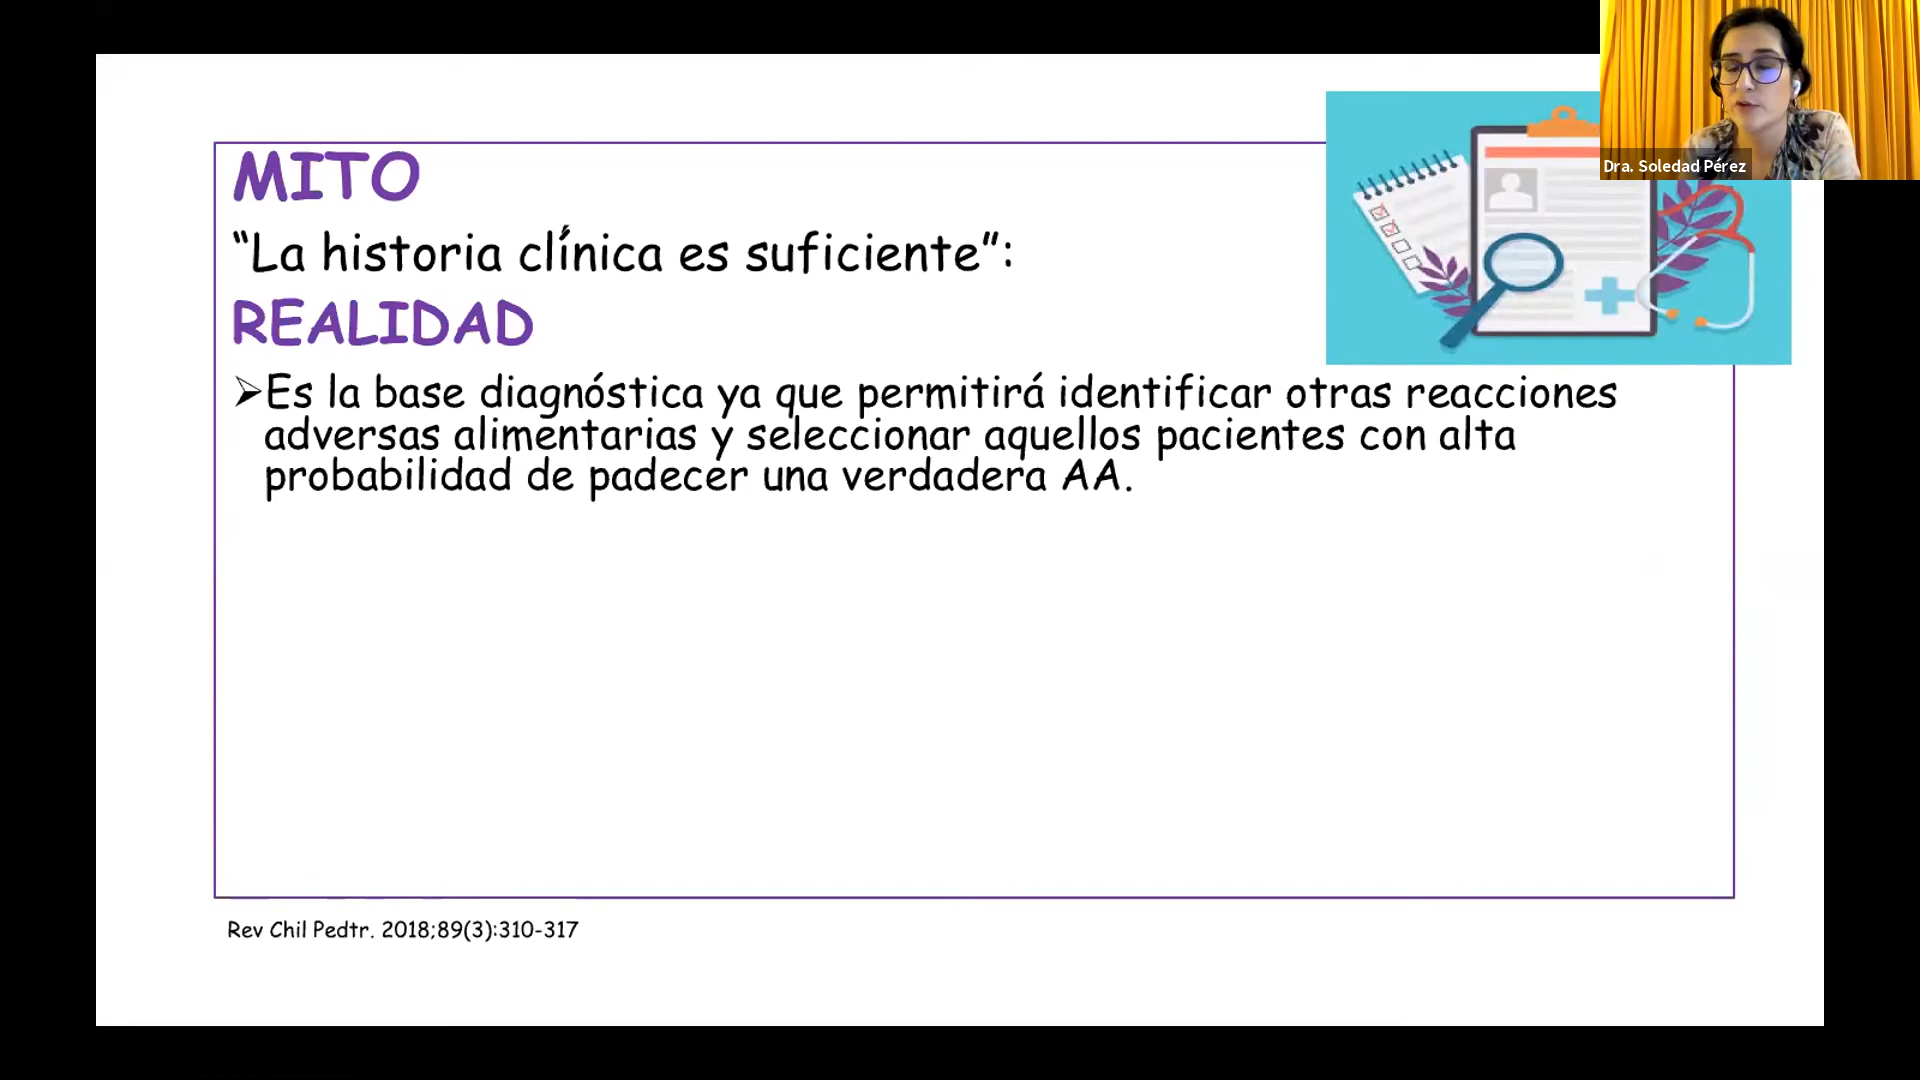 MITO
“La historia clínica es suficiente”:
REALIDAD
➢Es la base diagnóstica ya que permitirá identificar otras reacciones
adversas alimentarias y seleccionar aquellos pacientes con alta
probabilidad de padecer una verdadera AA.
Rev Chil Pedtr. 2018;89(3):310-317
Dra. Soledad Pérez